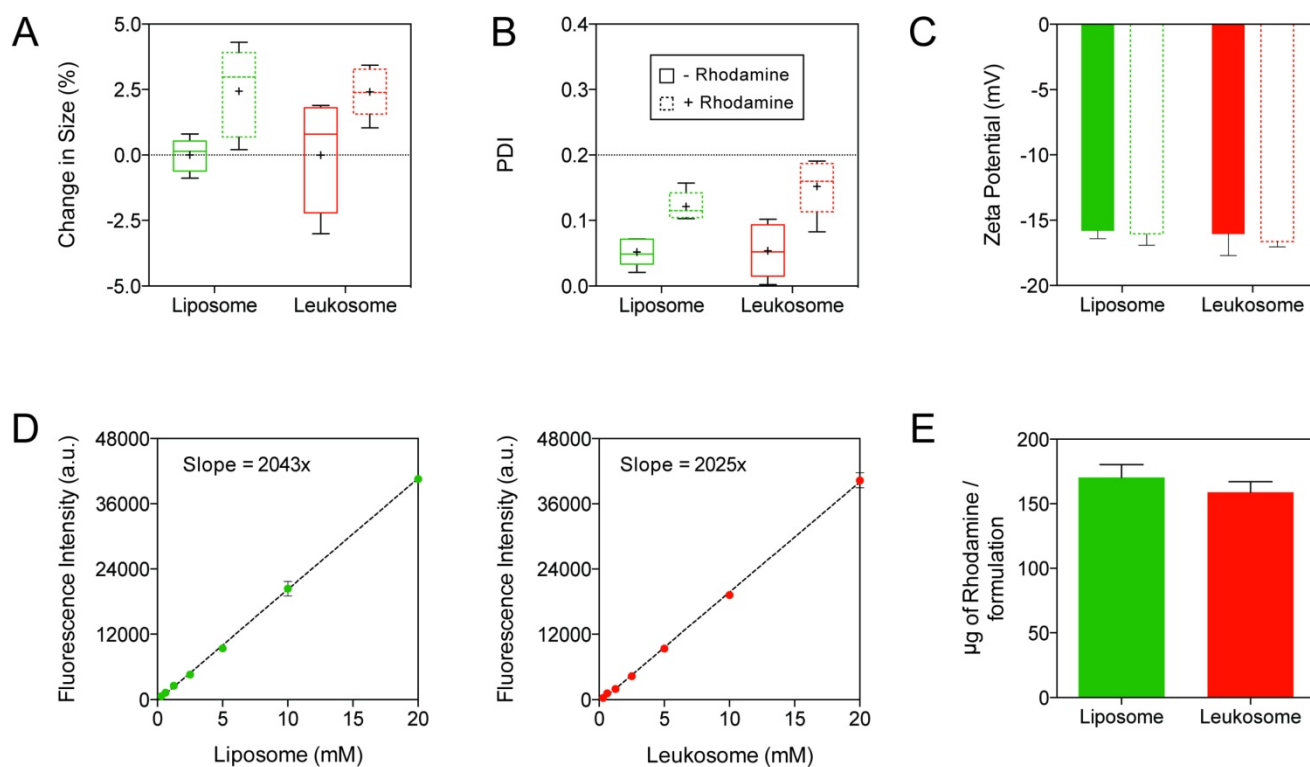 A
Change in Size (%)
5.0
2.5
0.0
-2.5
-5.0
Liposome
Leukosome
B
PDI
0.4
0.3
0.2
0.1
0.0
- Rhodamine
+ Rhodamine
Liposome
Leukosome
C
Zeta Potential (mV)
0
-5
-10
-15
-20
Liposome
Leukosome
D
Fluorescence Intensity (a.u.)
48000
36000
24000
12000
0
Slope = 2043x
0
5
10
15
20
Liposome (mM)
Fluorescence Intensity (a.u.)
48000
36000
24000
12000
0
Slope = 2025x
0
5
10
15
20
Leukosome (mM)
E
µg of Rhodamine /
formulation
200
150
100
50
0
Liposome
Leukosome